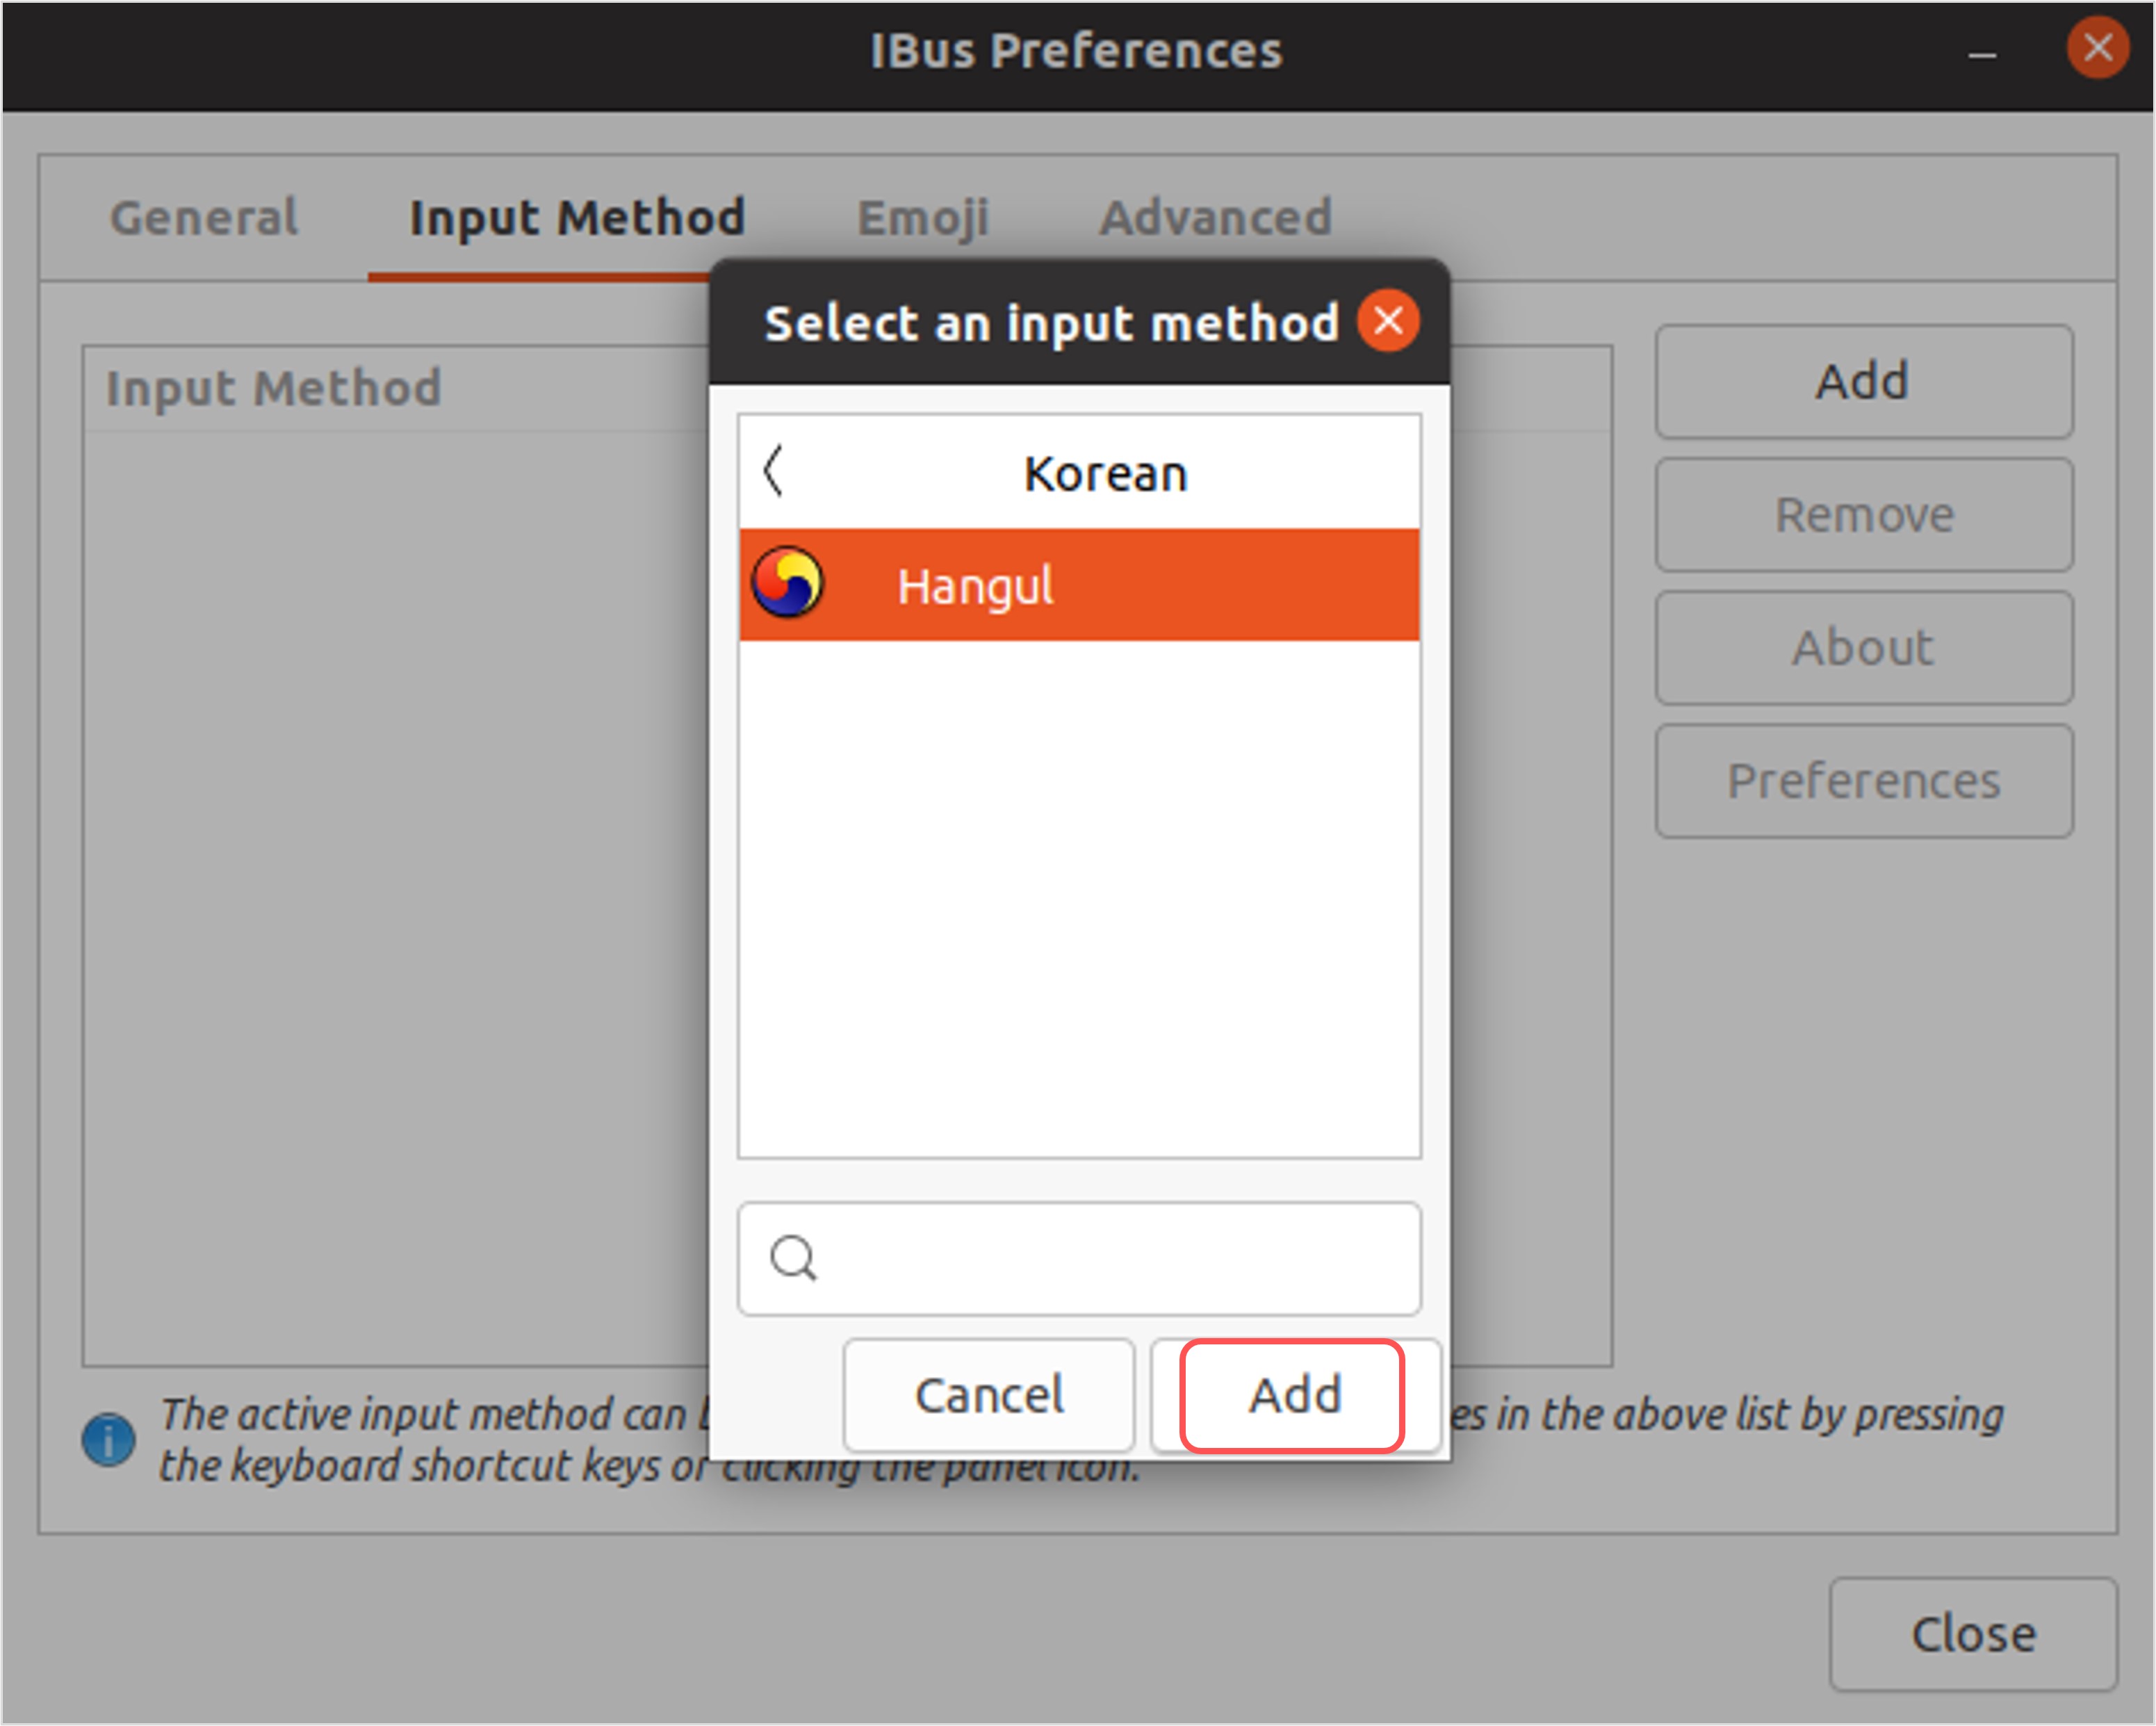 IBus Preferences
General Input Method Emoji Advanced
Select an input method
Input Method
Add
Korean
Remove
Hangul
About
Preferences
Cancel Add
The active input method can es in the above list by pressing
the keyboard shortcut keys or clicking the panel icon.
Close